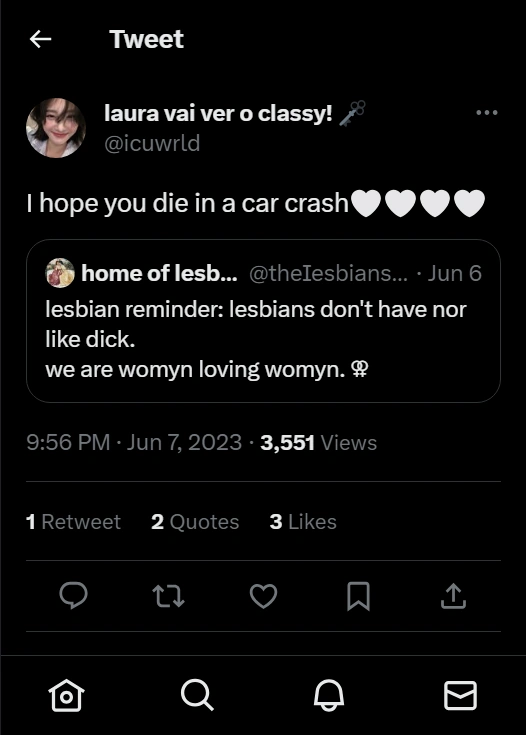 Tweet
laura vai ver o classy! 🗝️
@icuwrld
I hope you die in a car crash🤍🤍🤍🤍
home of lesb... @theIesbians... · Jun 6
lesbian reminder: lesbians don't have nor
like dick.
we are womyn loving womyn. ⚢
9:56 PM · Jun 7, 2023 · 3,551 Views
1 Retweet 2 Quotes 3 Likes